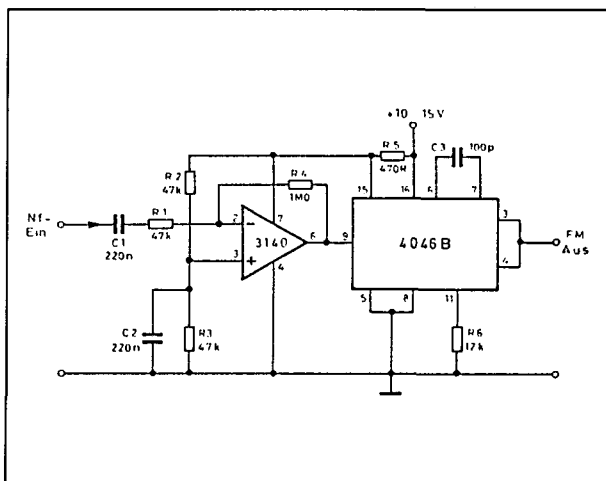 +10 15V
R5
470R
C3
100p
R2
47k
R4
1M0
15
16
6
7
Nf-
Ein
C1
220n
R1
47k
2
-
7
3
+
3140
6
4
9
4046B
3
4
FM
Aus
5
8
11
C2
220n
R3
47k
R6
12k